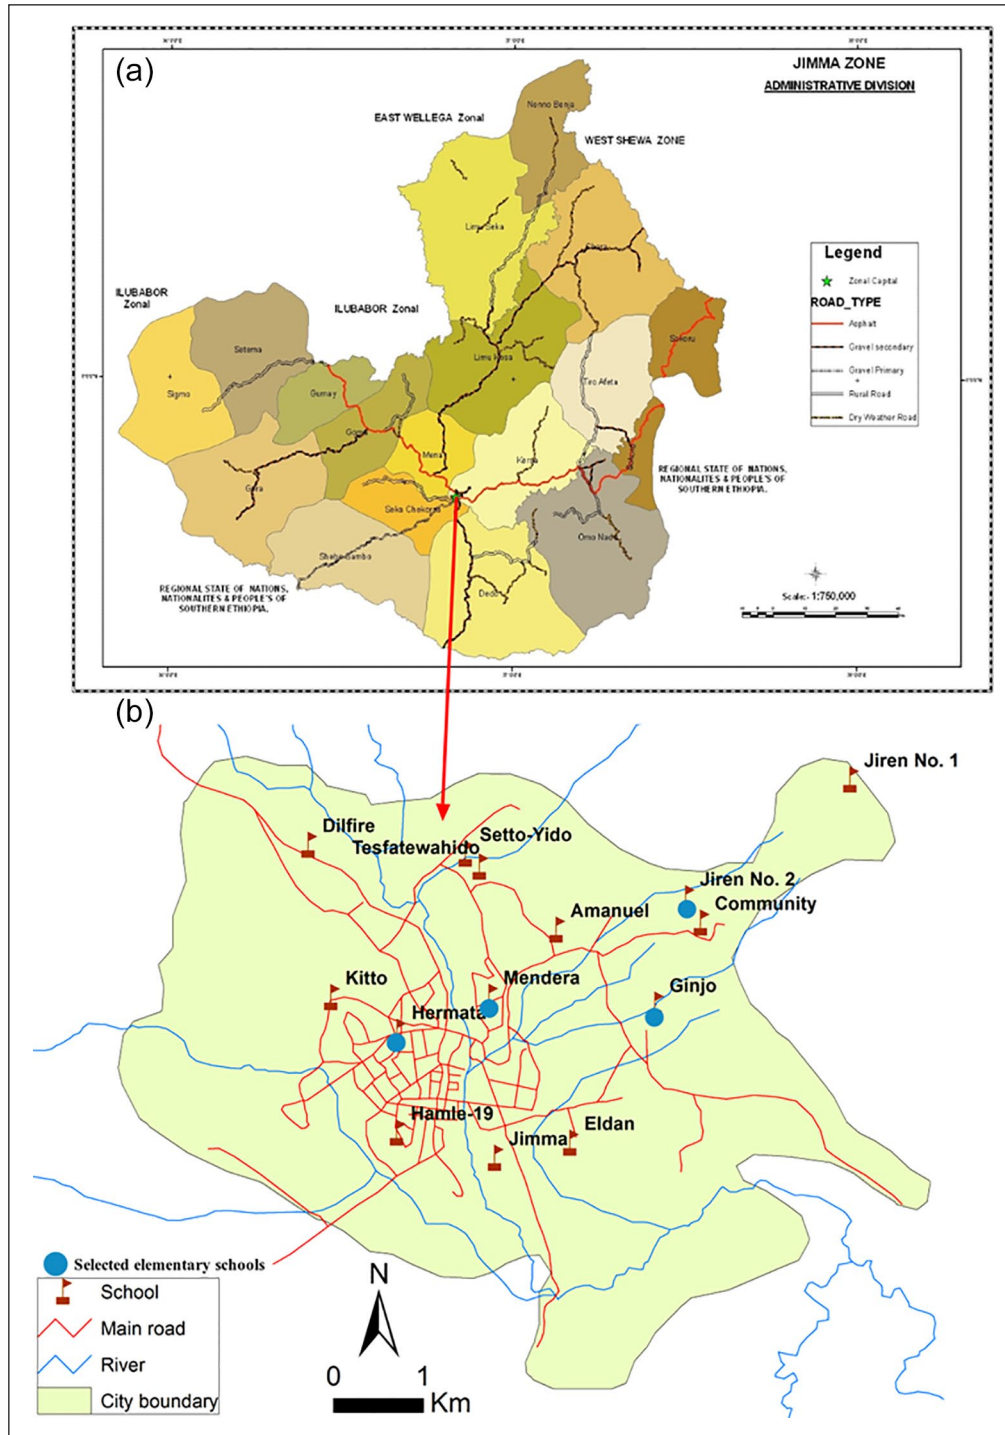 (a)
JIMMA ZONE
ADMINISTRATIVE DIVISION
Nonno Benja
EAST WELLEGA Zonal
WEST SHEWA ZONE
Limu Seka
Legend
Zonal Capital
ROAD_TYPE
Asphalt
Gravel secondary
Gravel Primary
Rural Road
Dry Weather Road
ILUBABOR
Zonal
ILUBABOR Zonal
Setema
Limu Kosa
Sokoru
Sigmo
Gumay
Tiro Afeta
Mena
Gera
Saka Chekorsa
REGIONAL STATE OF NATIONS,
NATIONALITES & PEOPLE'S OF
SOUTHERN ETHIOPIA.
Omo Nada
Dedo
REGIONAL STATE OF NATIONS,
NATIONALITES & PEOPLE'S OF
SOUTHERN ETHIOPIA.
Scale:- 1:750,000
(b)
Jiren No. 1
Dilfire
Tesfatewahido
Setto-Yido
Jiren No. 2
Community
Amanuel
Kitto
Mendera
Ginjo
Hermata
Hamle-19
Jimma
Eldan
Selected elementary schools
School
Main road
River
City boundary
N
0 1
Km